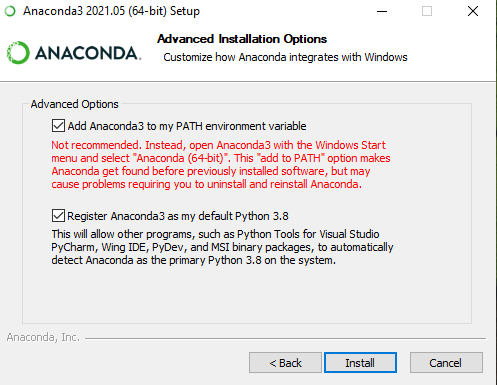 Anaconda3 2021.05 (64-bit) Setup
ANACONDA.
Advanced Installation Options
Customize how Anaconda integrates with Windows
Advanced Options
Add Anaconda3 to my PATH environment variable
Not recommended. Instead, open Anaconda3 with the Windows Start
menu and select "Anaconda (64-bit)". This "add to PATH" option makes
Anaconda get found before previously installed software, but may
cause problems requiring you to uninstall and reinstall Anaconda.
Register Anaconda3 as my default Python 3.8
This will allow other programs, such as Python Tools for Visual Studio
PyCharm, Wing IDE, PyDev, and MSI binary packages, to automatically
detect Anaconda as the primary Python 3.8 on the system.
Anaconda, Inc.
< Back
Install
Cancel